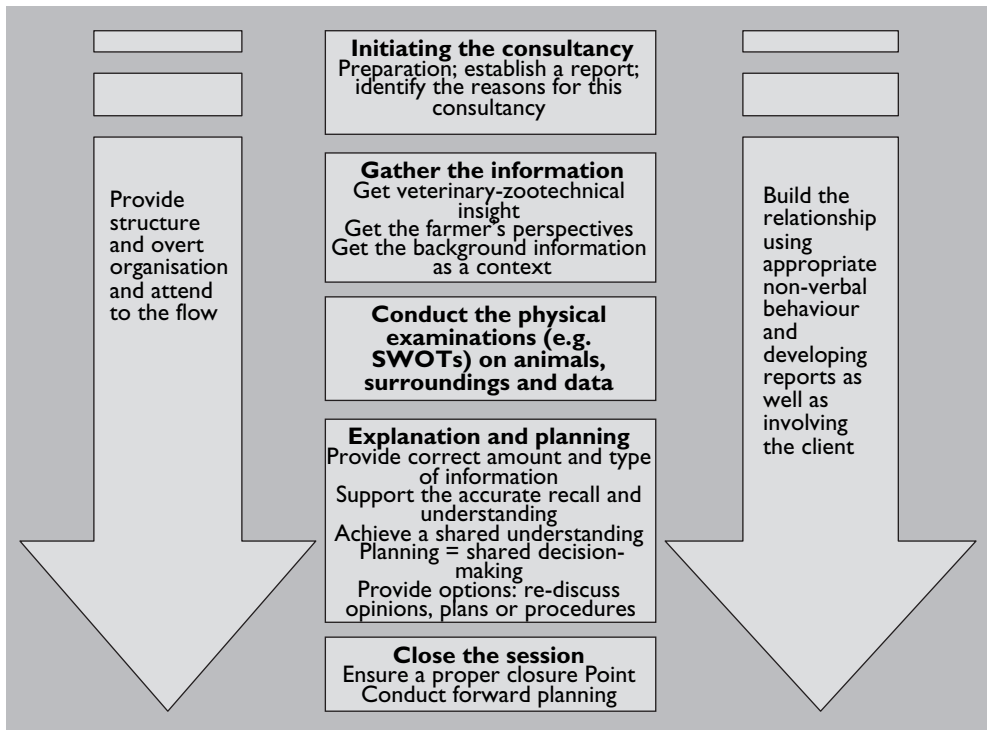 Initiating the consultancy
Preparation; establish a report;
identify the reasons for this
consultancy
Gather the information
Get veterinary-zootechnical
insight
Get the farmer's perspectives
Get the background information
as a context
Conduct the physical
examinations (e.g.
SWOTs) on animals,
surroundings and data
Explanation and planning
Provide correct amount and type
of information
Support the accurate recall and
understanding
Achieve a shared understanding
Planning = shared decision-
making
Provide options: re-discuss
opinions, plans or procedures
Close the session
Ensure a proper closure Point
Conduct forward planning
Provide
structure
and overt
organisation
and attend
to the flow
Build the
relationship
using
appropriate
non-verbal
behaviour
and
developing
reports as
well as
involving
the client